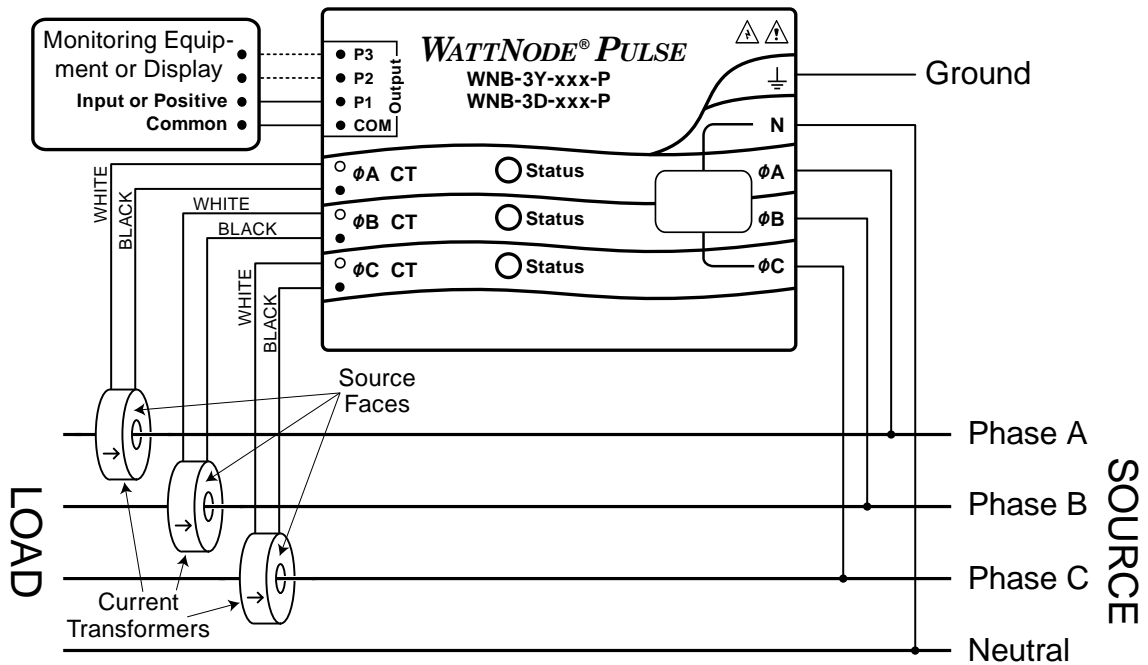 Monitoring Equip-
ment or Display
Input or Positive
Common
P3
P2
P1
COM
Output
WATTNODE® PULSE
WNB-3Y-xxx-P
WNB-3D-xxx-P
Ground
N
ϕA CT
Status
ϕA
ϕB CT
Status
ϕB
ϕC CT
Status
ϕC
WHITE
BLACK
WHITE
BLACK
WHITE
BLACK
Source
Faces
LOAD
Current
Transformers
Phase A
Phase B
Phase C
Neutral
SOURCE